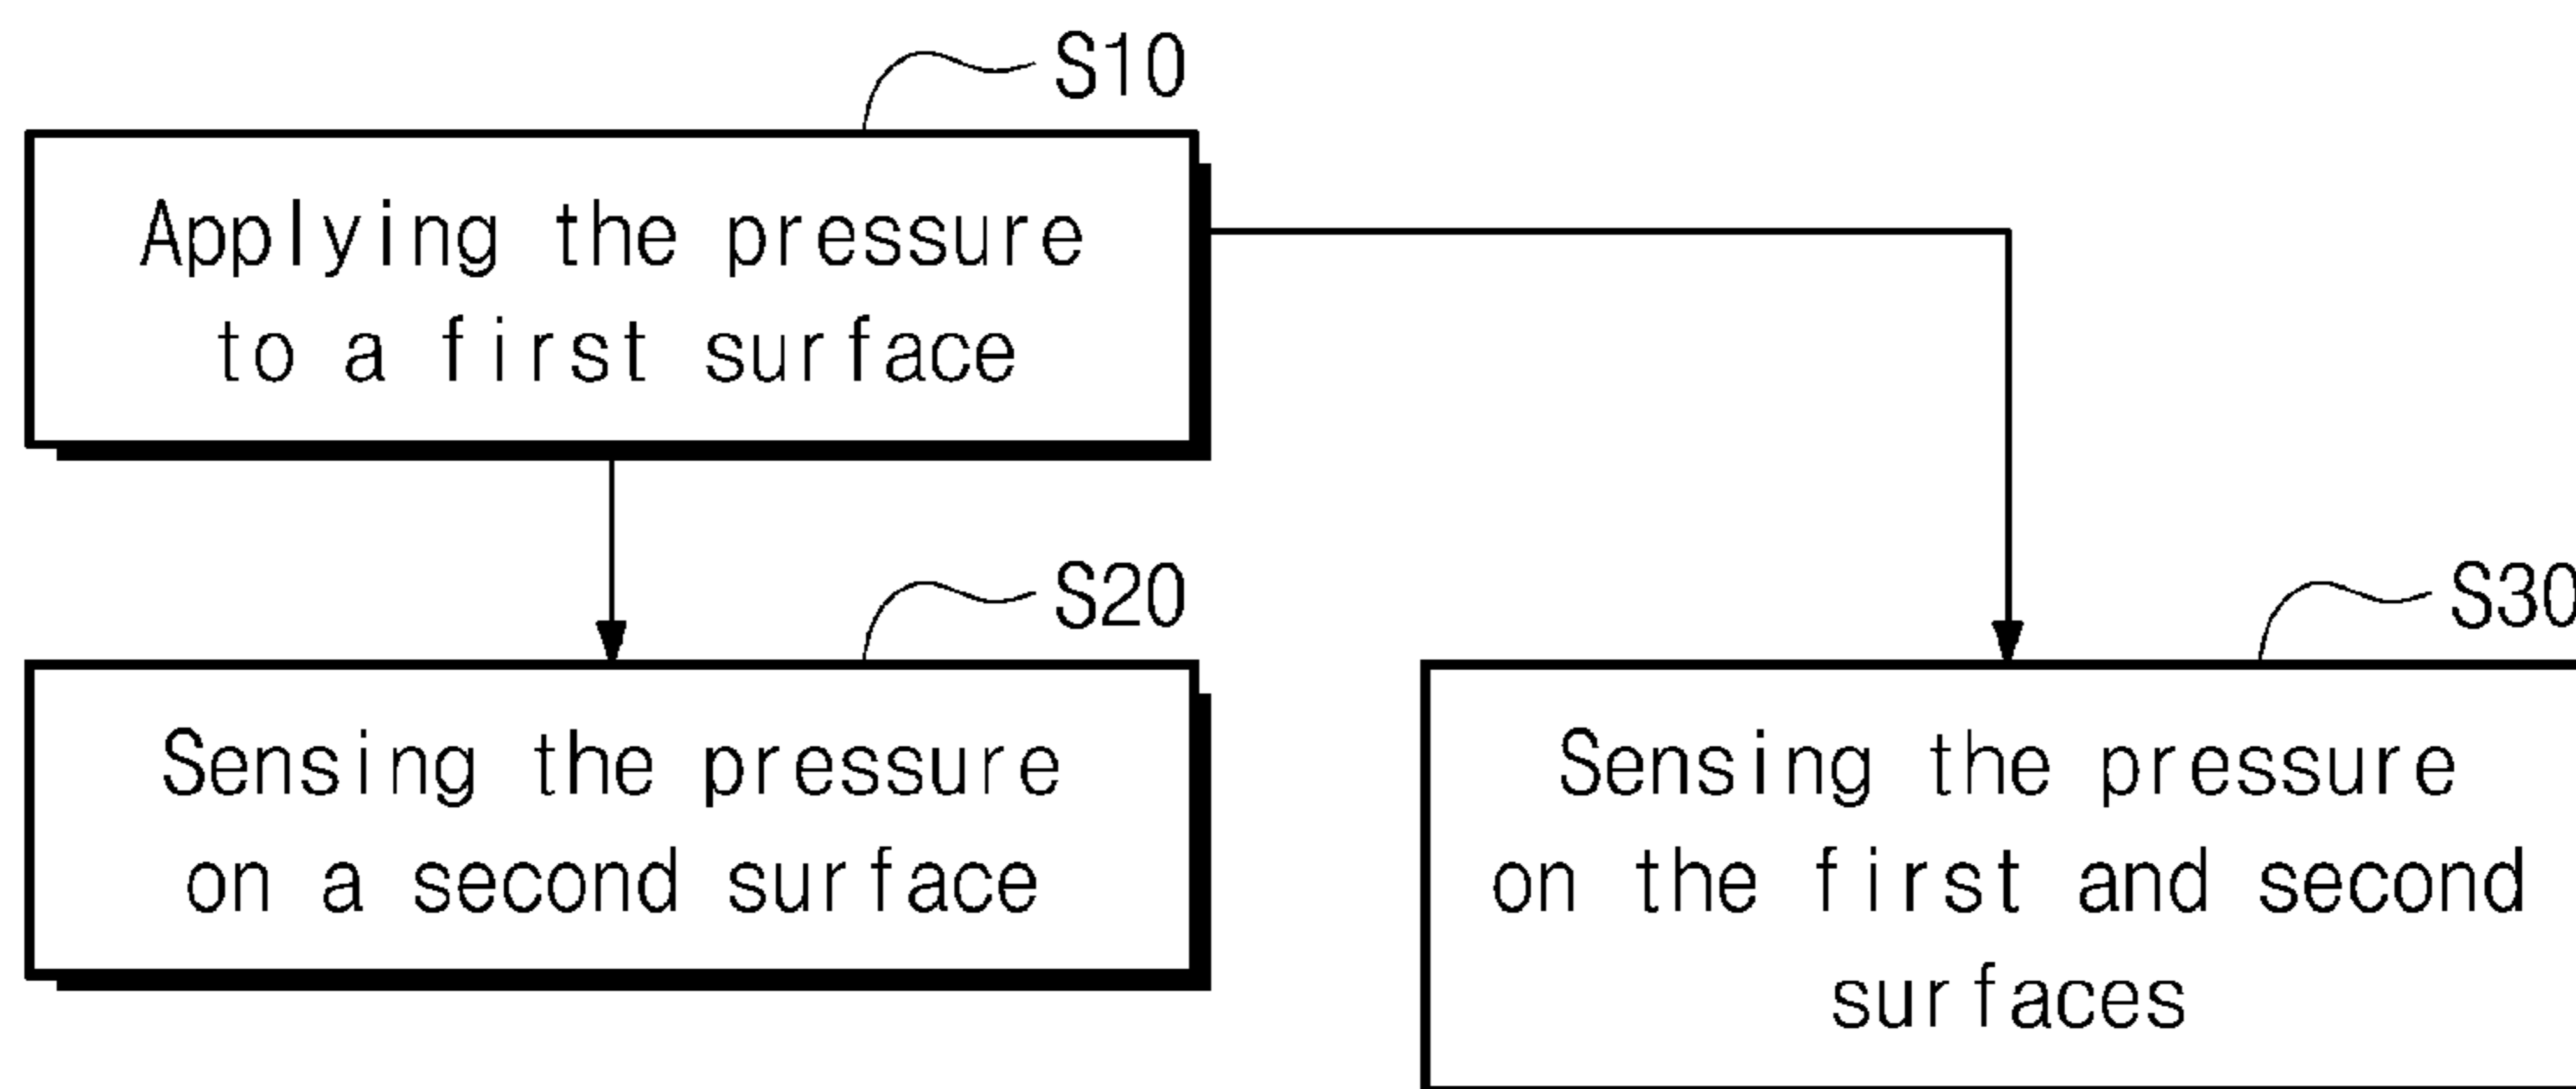 S10
Applying the pressure
to a first surface
S20
Sensing the pressure
on a second surface
S30
Sensing the pressure
on the first and second
surfaces